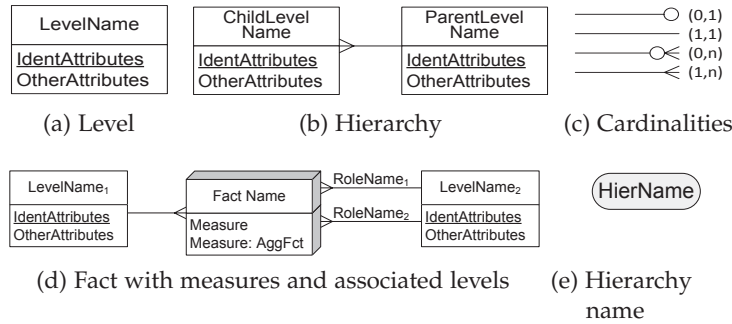 LevelName
IdentAttributes
OtherAttributes
(a) Level
ChildLevel
Name
IdentAttributes
OtherAttributes
ParentLevel
Name
IdentAttributes
OtherAttributes
(b) Hierarchy
(0,1)
(1,1)
(0,n)
(1,n)
(c) Cardinalities
LevelName₁
IdentAttributes
OtherAttributes
Fact Name
Measure
Measure: AggFct
RoleName₁
RoleName₂
LevelName₂
IdentAttributes
OtherAttributes
(d) Fact with measures and associated levels
HierName
(e) Hierarchy
name